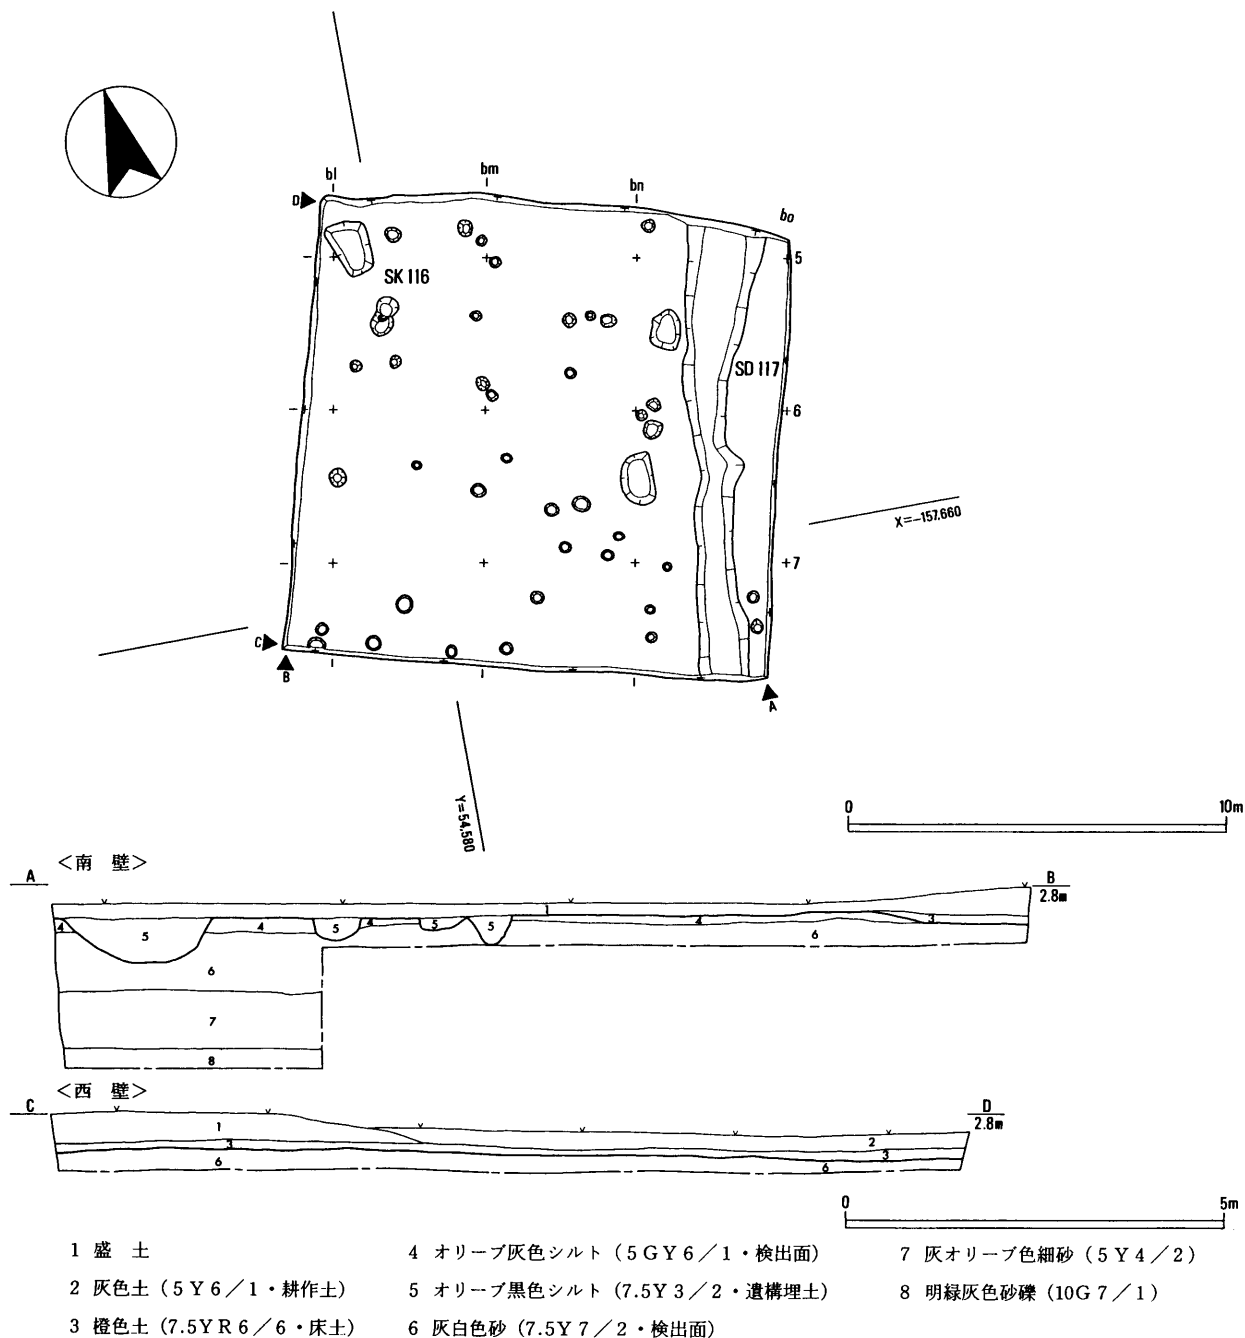 bl
bm
bn
bo
D
5
SK 116
SD 117
6
X=-157,660
7
C
B
A
Y=54,580
0 10m
<南 壁>
A
B
2.8m
1
4
5
4
5
4
5
5
4
3
6
6
7
8
<西 壁>
C
D
2.8m
1
2
3
3
6
6
0 5m
1 盛 土
2 灰色土(5Y6/1・耕作土)
3 橙色土(7.5YR6/6・床土)
4 オリーブ灰色シルト(5GY6/1・検出面)
5 オリーブ黒色シルト(7.5Y3/2・遺構埋土)
6 灰白色砂(7.5Y7/2・検出面)
7 灰オリーブ色細砂(5Y4/2)
8 明緑灰色砂礫(10G7/1)